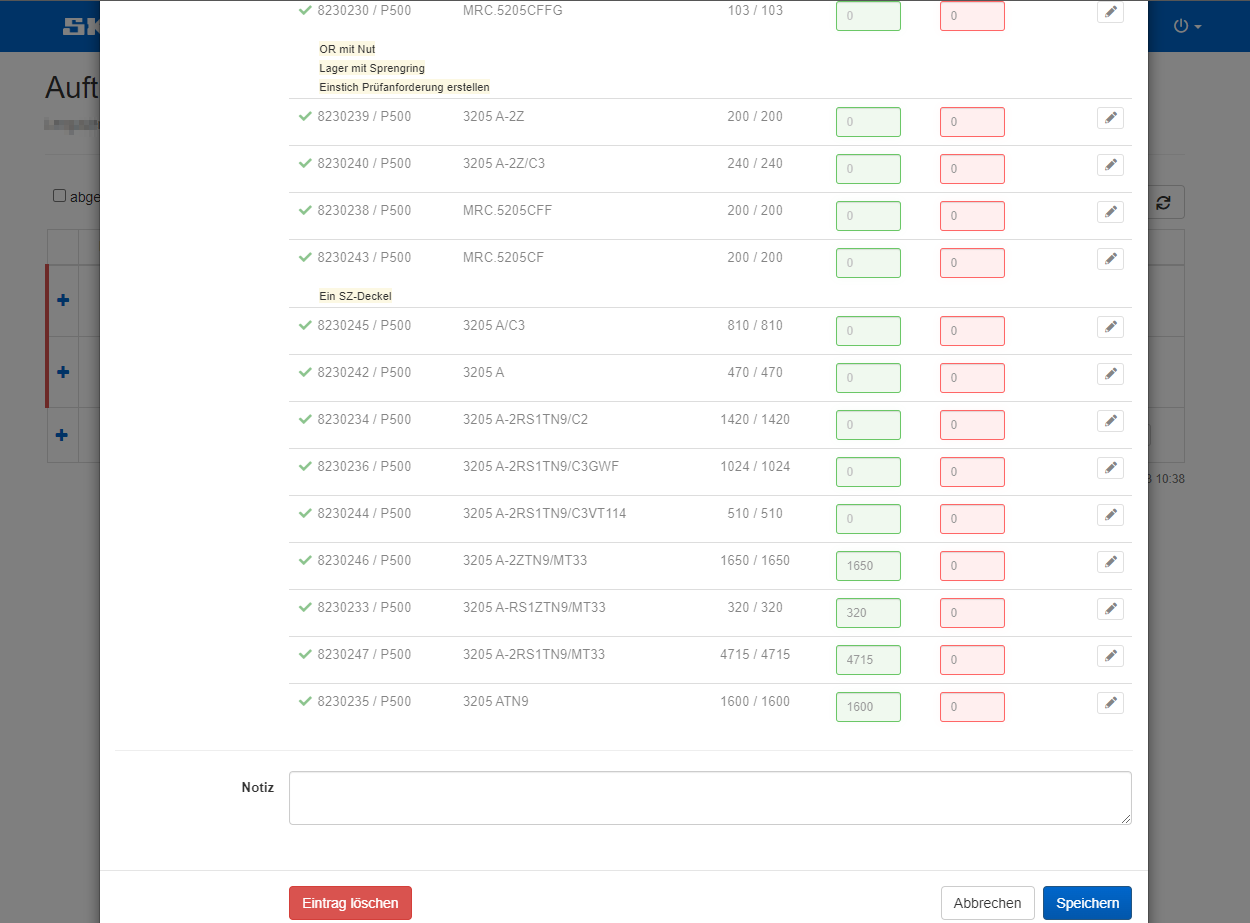 8230230 / P500 MRC.5205CFFG 103 / 103 0 0
OR mit Nut
Lager mit Sprengring
Einstich Prüfanforderung erstellen
8230239 / P500 3205 A-2Z 200 / 200 0 0
8230240 / P500 3205 A-2Z/C3 240 / 240 0 0
8230238 / P500 MRC.5205CFF 200 / 200 0 0
8230243 / P500 MRC.5205CF 200 / 200 0 0
Ein SZ-Deckel
8230245 / P500 3205 A/C3 810 / 810 0 0
8230242 / P500 3205 A 470 / 470 0 0
8230234 / P500 3205 A-2RS1TN9/C2 1420 / 1420 0 0
8230236 / P500 3205 A-2RS1TN9/C3GWF 1024 / 1024 0 0
8230244 / P500 3205 A-2RS1TN9/C3VT114 510 / 510 0 0
8230246 / P500 3205 A-2ZTN9/MT33 1650 / 1650 1650 0
8230233 / P500 3205 A-RS1ZTN9/MT33 320 / 320 320 0
8230247 / P500 3205 A-2RS1TN9/MT33 4715 / 4715 4715 0
8230235 / P500 3205 ATN9 1600 / 1600 1600 0
Notiz
Eintrag löschen Abbrechen Speichern
Auft
abge
10:38